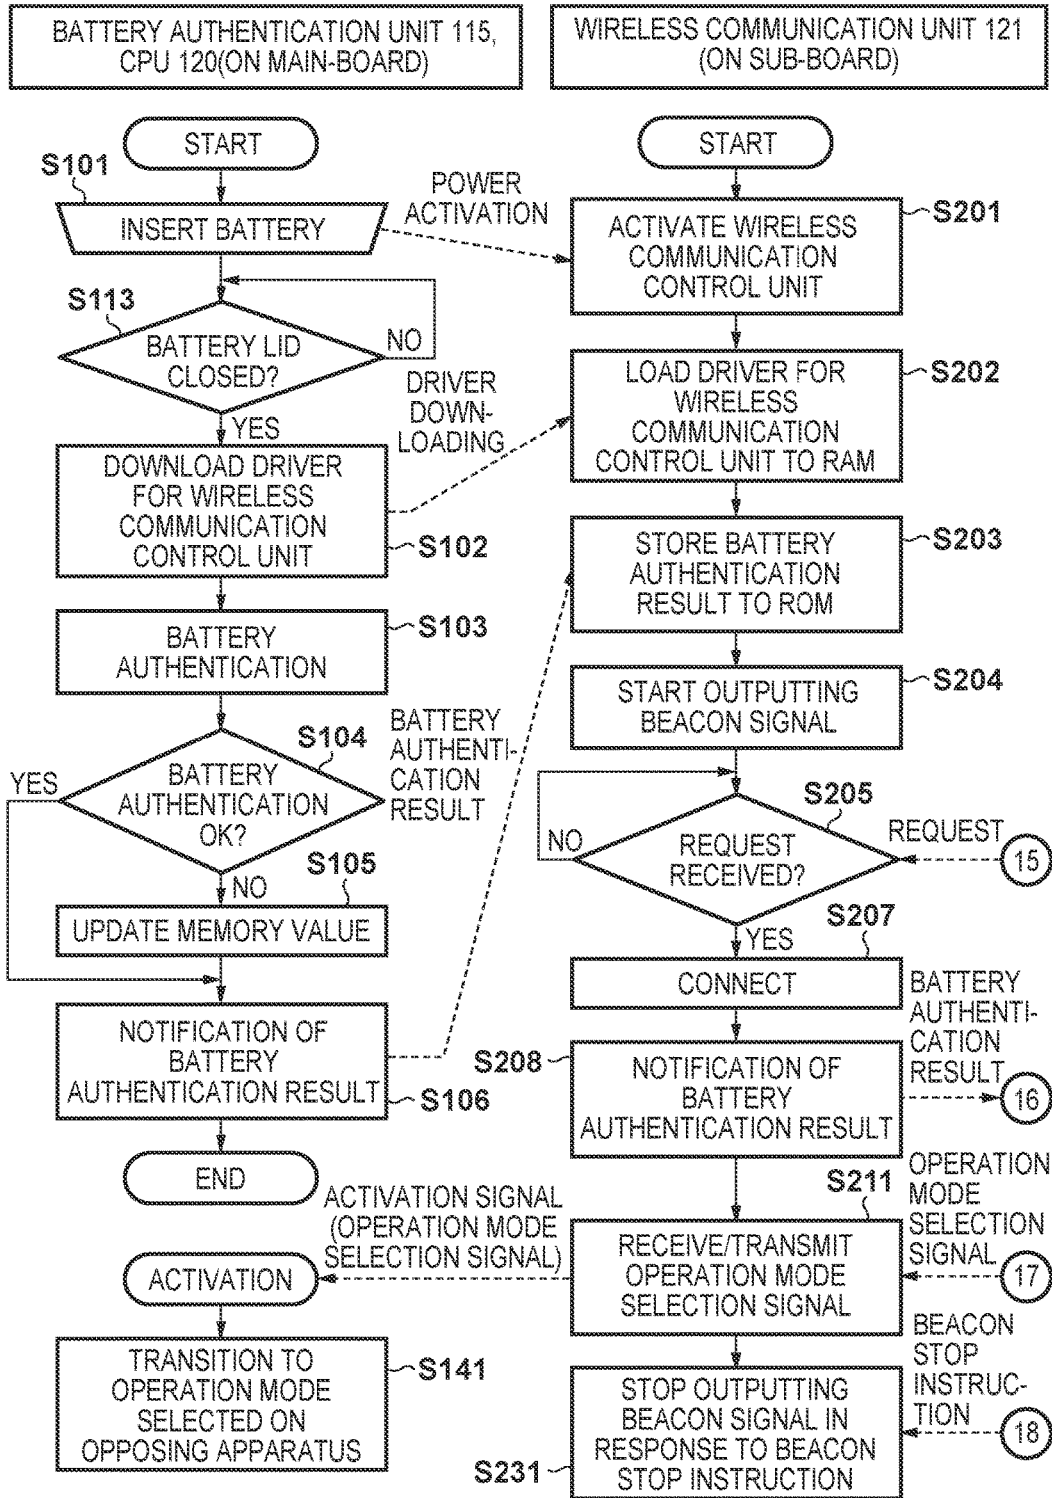 BATTERY AUTHENTICATION UNIT 115,
CPU 120(ON MAIN-BOARD)
START
S101
INSERT BATTERY
POWER
ACTIVATION
S113
BATTERY LID
CLOSED?
NO
YES
DRIVER
DOWN-
LOADING
DOWNLOAD DRIVER
FOR WIRELESS
COMMUNICATION
CONTROL UNIT
S102
BATTERY
AUTHENTICATION
S103
S104
BATTERY
AUTHENTICATION
OK?
YES
NO
BATTERY
AUTHENTI-
CATION
RESULT
S105
UPDATE MEMORY VALUE
NOTIFICATION OF
BATTERY
AUTHENTICATION RESULT
S106
END
ACTIVATION SIGNAL
(OPERATION MODE
SELECTION SIGNAL)
ACTIVATION
TRANSITION TO
OPERATION MODE
SELECTED ON
OPPOSING APPARATUS
S141
WIRELESS COMMUNICATION UNIT 121
(ON SUB-BOARD)
START
ACTIVATE WIRELESS
COMMUNICATION
CONTROL UNIT
S201
LOAD DRIVER FOR
WIRELESS
COMMUNICATION
CONTROL UNIT TO RAM
S202
STORE BATTERY
AUTHENTICATION
RESULT TO ROM
S203
START OUTPUTTING
BEACON SIGNAL
S204
S205
REQUEST
RECEIVED?
NO
YES
REQUEST
15
S207
CONNECT
S208
NOTIFICATION OF
BATTERY
AUTHENTICATION RESULT
BATTERY
AUTHENTI-
CATION
RESULT
16
S211
RECEIVE/TRANSMIT
OPERATION MODE
SELECTION SIGNAL
OPERATION
MODE
SELECTION
SIGNAL
17
STOP OUTPUTTING
BEACON SIGNAL IN
RESPONSE TO BEACON
STOP INSTRUCTION
S231
BEACON
STOP
INSTRUC-
TION
18